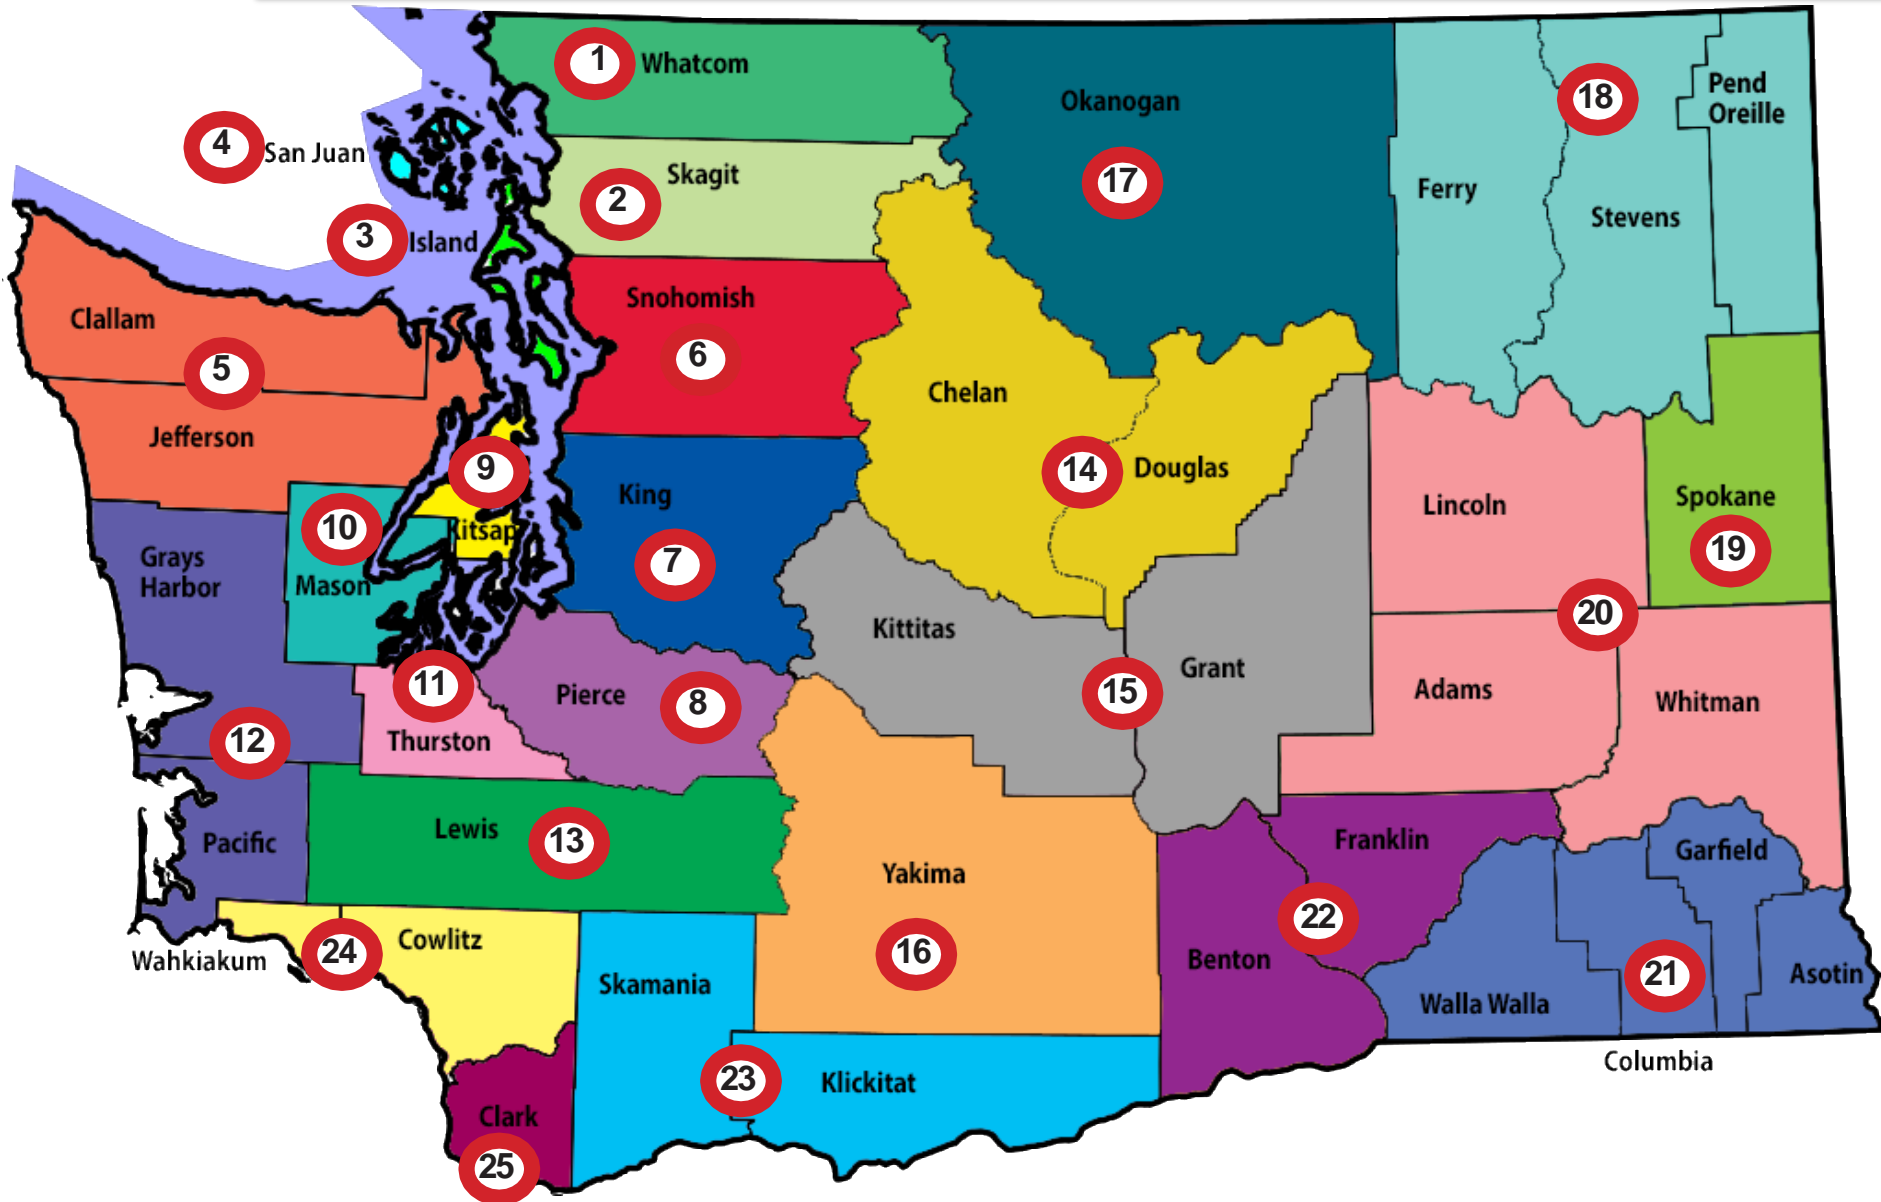 1
Whatcom
Okanogan
18
Pend
Oreille
4
San Juan
Skagit
2
17
Ferry
Stevens
3
Island
Snohomish
6
Clallam
5
Chelan
Jefferson
9
14
Douglas
King
7
Lincoln
Spokane
19
10
Kitsap
Grays
Harbor
Mason
Kittitas
20
Grant
11
Pierce
8
15
Adams
Whitman
Thurston
12
Pacific
Lewis
13
Yakima
Franklin
Garfield
22
Wahkiakum
24
Cowlitz
16
Benton
Skamania
Walla Walla
21
Asotin
23
Klickitat
Columbia
Clark
25